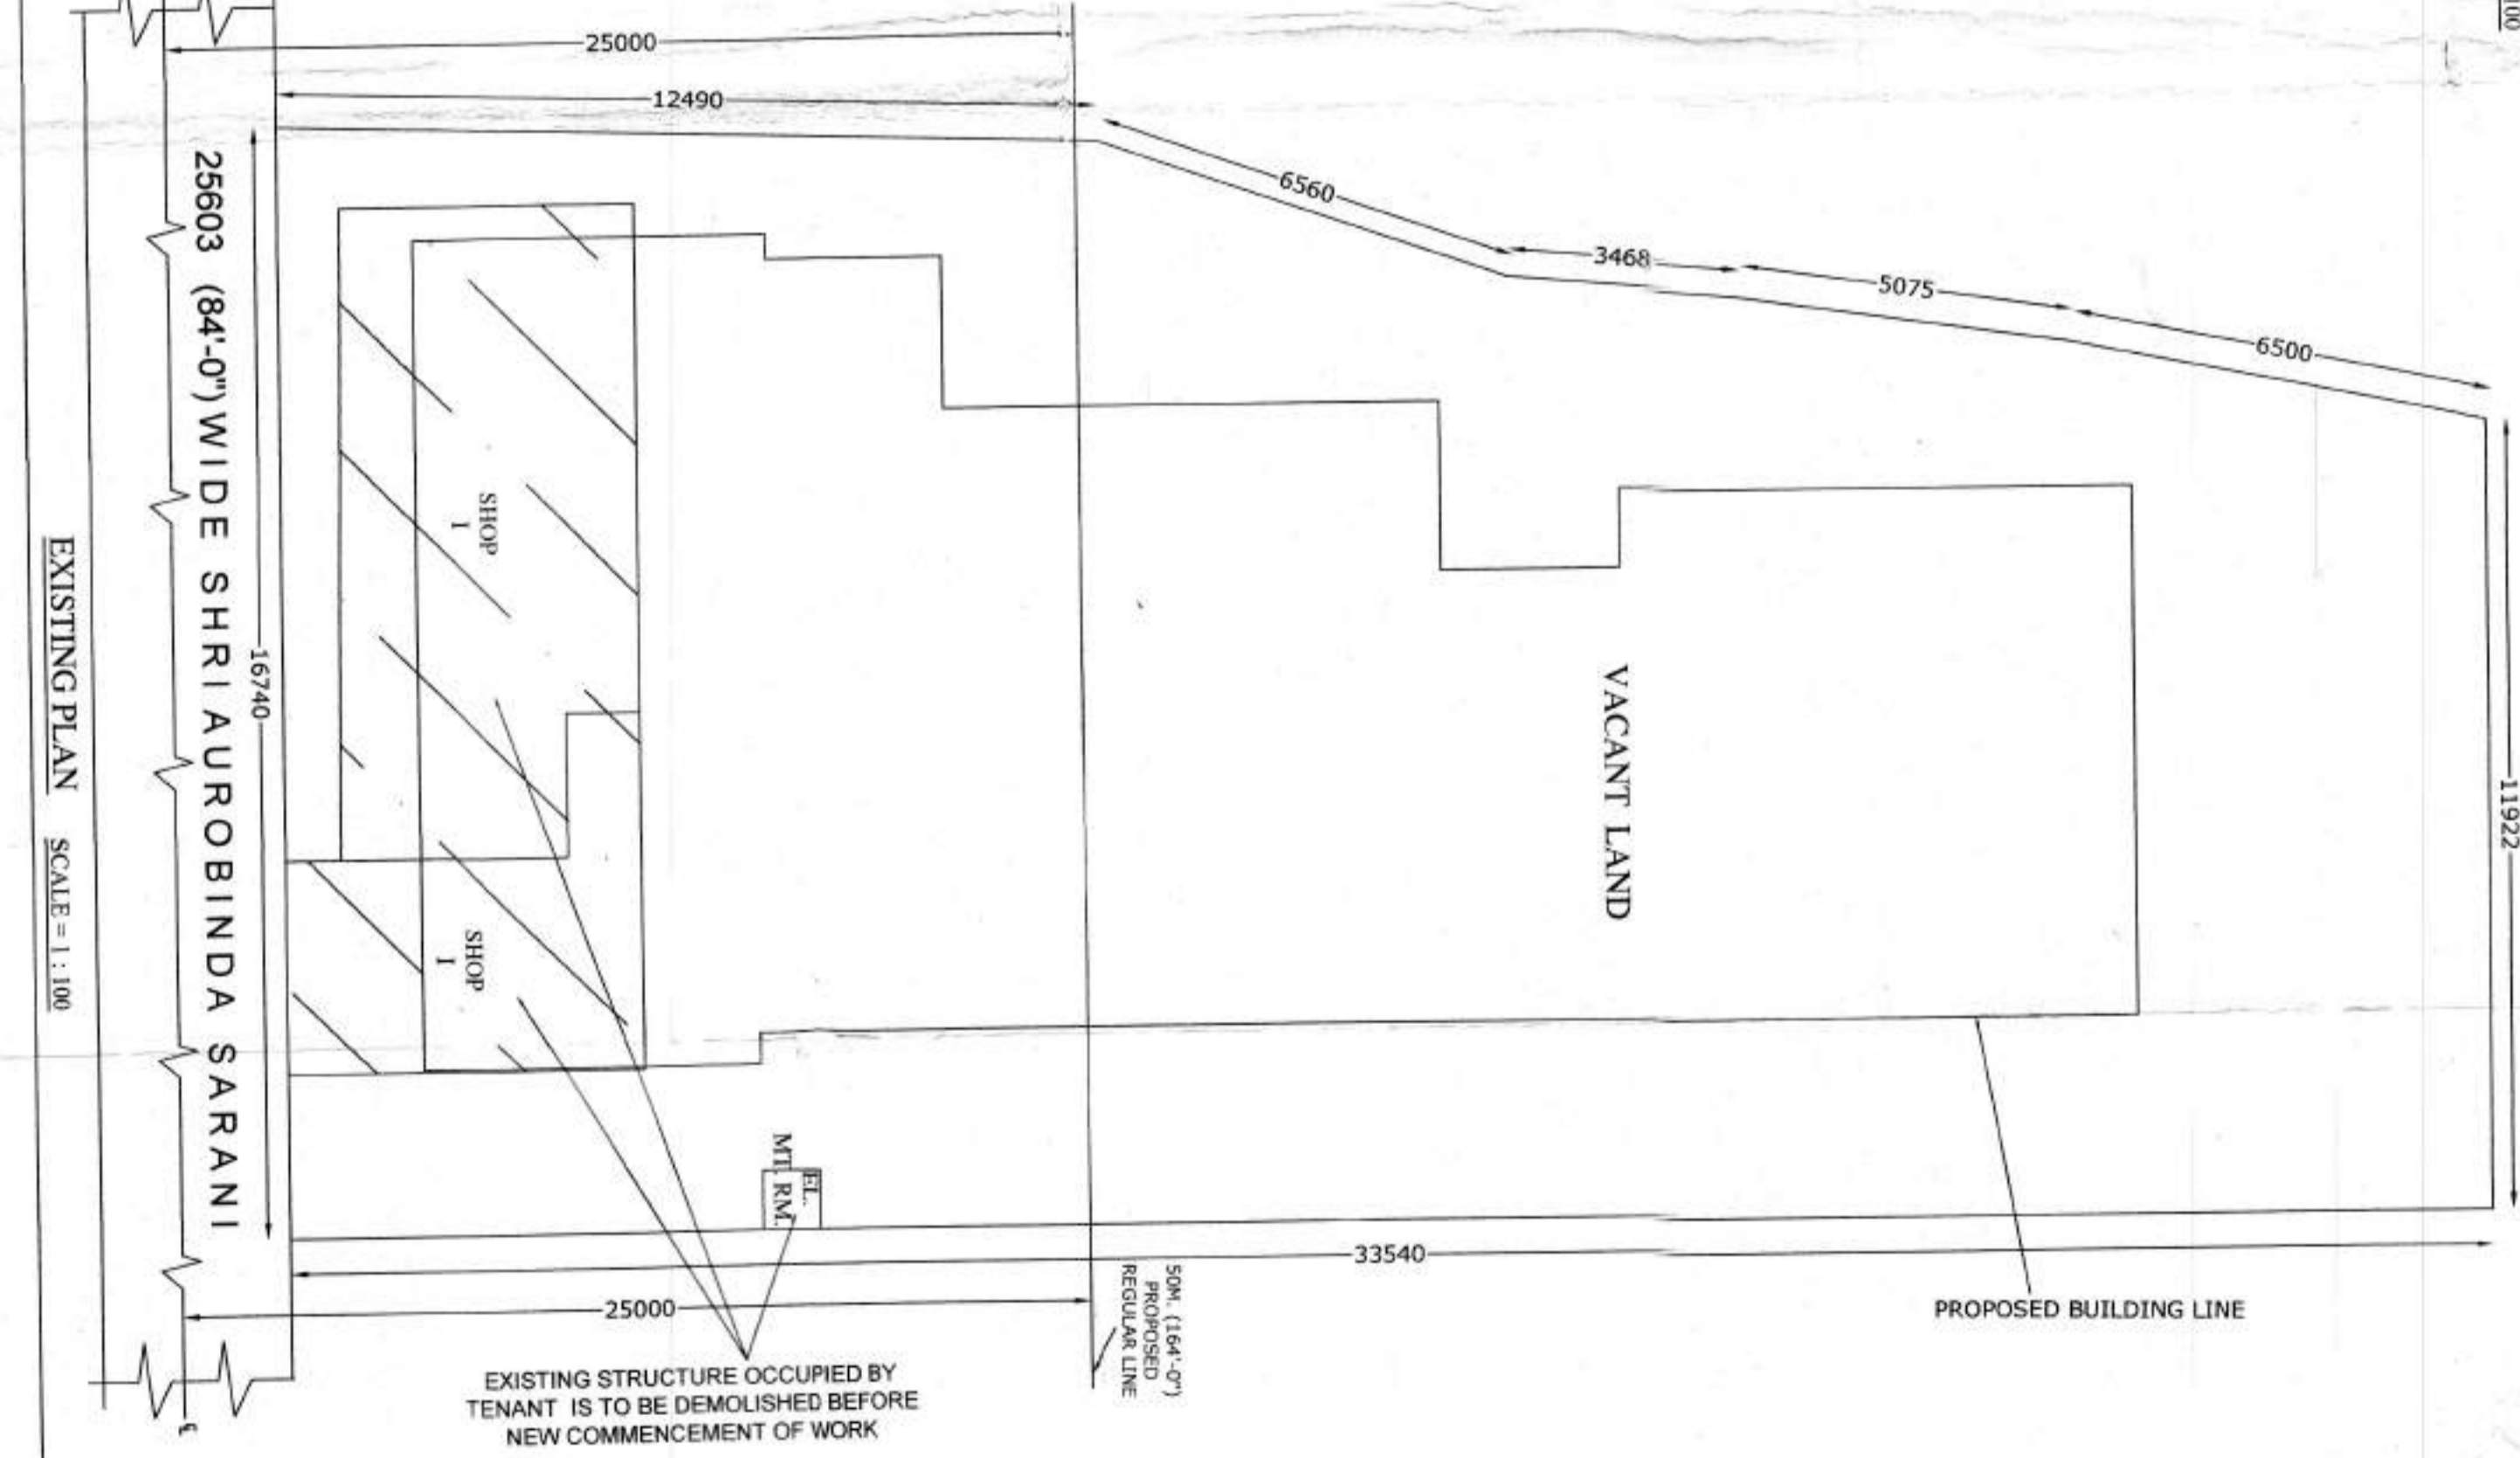 25000
12490
6560
3468
5075
6500
11922
25603 (84'-0") WIDE SHRI AUROBINDA SARANI
16740
EXISTING PLAN
SCALE = 1 : 100
SHOP
I
SHOP
I
VACANT LAND
EL.
MT. RM.
33540
25000
50M. (164'-0")
PROPOSED
REGULAR LINE
PROPOSED BUILDING LINE
EXISTING STRUCTURE OCCUPIED BY
TENANT IS TO BE DEMOLISHED BEFORE
NEW COMMENCEMENT OF WORK